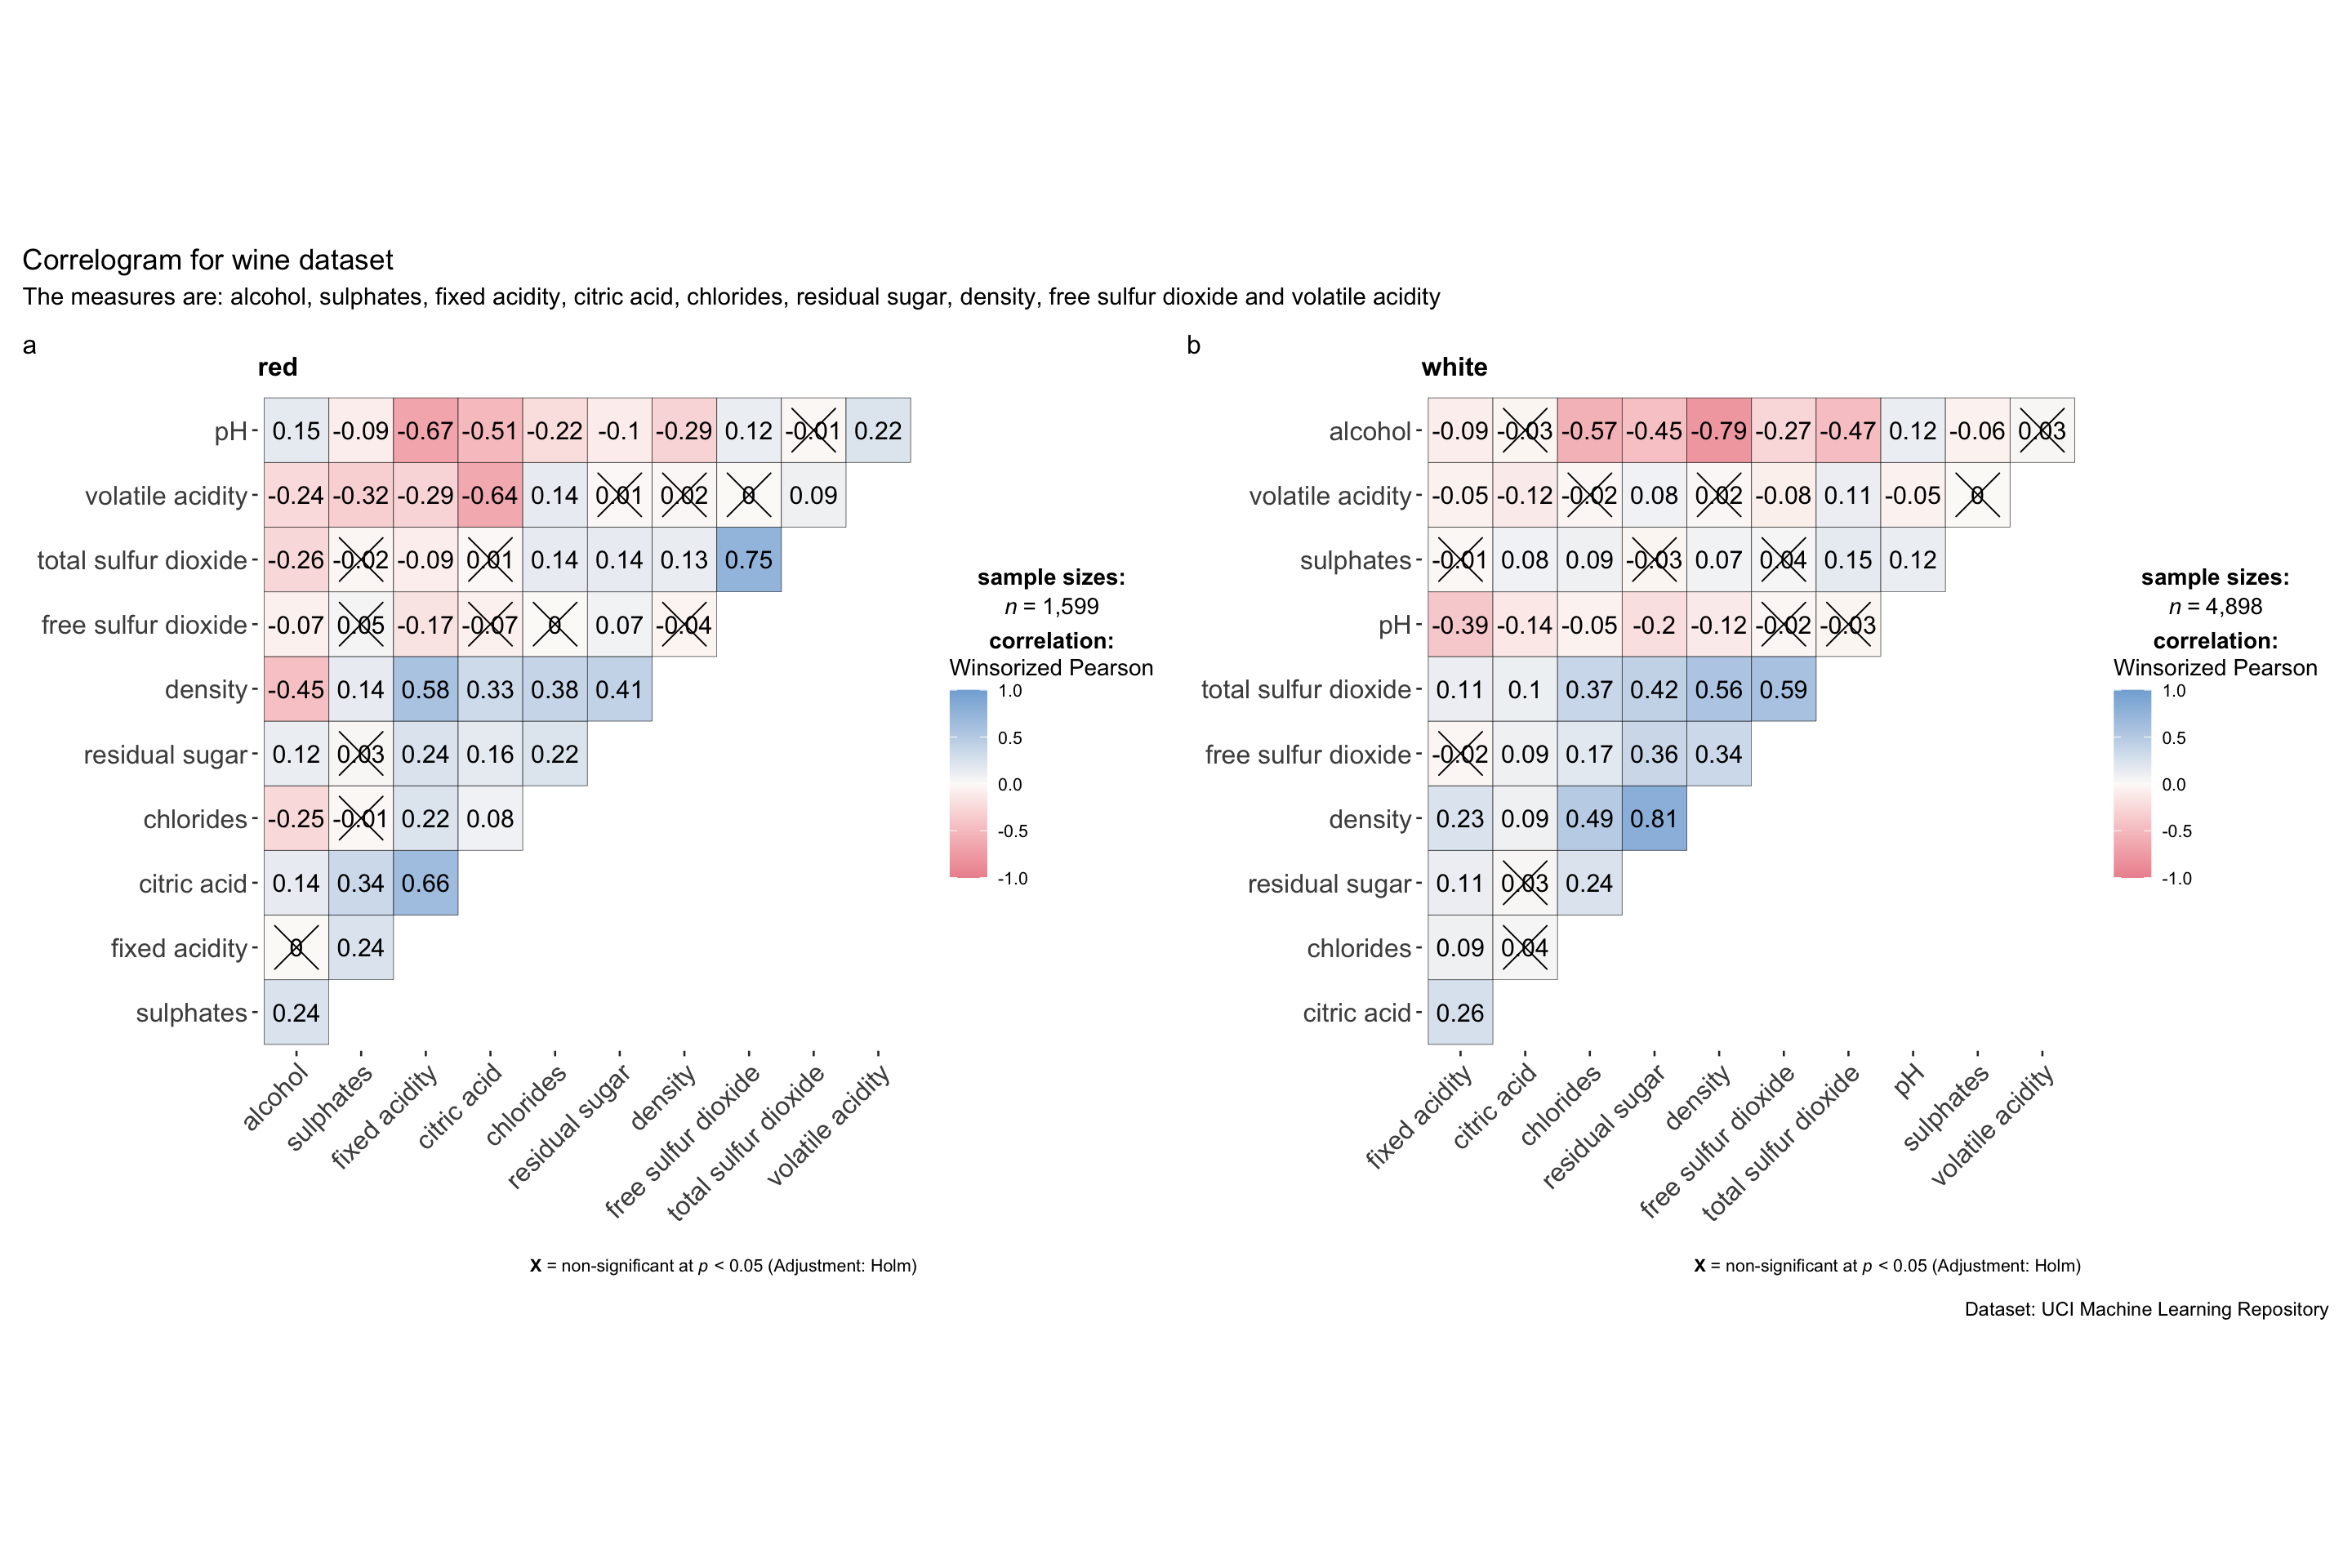 Correlogram for wine dataset
The measures are: alcohol, sulphates, fixed acidity, citric acid, chlorides, residual sugar, density, free sulfur dioxide and volatile acidity
a
red
pH 0.15 -0.09 -0.67 -0.51 -0.22 -0.1 -0.29 0.12 -0.01 0.22
volatile acidity -0.24 -0.32 -0.29 -0.64 0.14 0.01 0.02 0 0.09
total sulfur dioxide -0.26 -0.02 -0.09 0.01 0.14 0.14 0.13 0.75
free sulfur dioxide -0.07 0.05 -0.17 -0.07 0 0.07 -0.04
density -0.45 0.14 0.58 0.33 0.38 0.41
residual sugar 0.12 0.03 0.24 0.16 0.22
chlorides -0.25 -0.01 0.22 0.08
citric acid 0.14 0.34 0.66
fixed acidity 0 0.24
sulphates 0.24
alcohol
sulphates
fixed acidity
citric acid
chlorides
residual sugar
density
free sulfur dioxide
total sulfur dioxide
volatile acidity
sample sizes:
n = 1,599
correlation:
Winsorized Pearson
1.0
0.5
0.0
-0.5
-1.0
X = non-significant at p < 0.05 (Adjustment: Holm)
b
white
alcohol -0.09 -0.03 -0.57 -0.45 -0.79 -0.27 -0.47 0.12 -0.06 0.03
volatile acidity -0.05 -0.12 -0.02 0.08 0.02 -0.08 0.11 -0.05 0
sulphates -0.01 0.08 0.09 -0.03 0.07 0.04 0.15 0.12
pH -0.39 -0.14 -0.05 -0.2 -0.12 -0.02 -0.03
total sulfur dioxide 0.11 0.1 0.37 0.42 0.56 0.59
free sulfur dioxide -0.02 0.09 0.17 0.36 0.34
density 0.23 0.09 0.49 0.81
residual sugar 0.11 0.03 0.24
chlorides 0.09 0.04
citric acid 0.26
fixed acidity
citric acid
chlorides
residual sugar
density
free sulfur dioxide
total sulfur dioxide
pH
sulphates
volatile acidity
sample sizes:
n = 4,898
correlation:
Winsorized Pearson
1.0
0.5
0.0
-0.5
-1.0
X = non-significant at p < 0.05 (Adjustment: Holm)
Dataset: UCI Machine Learning Repository